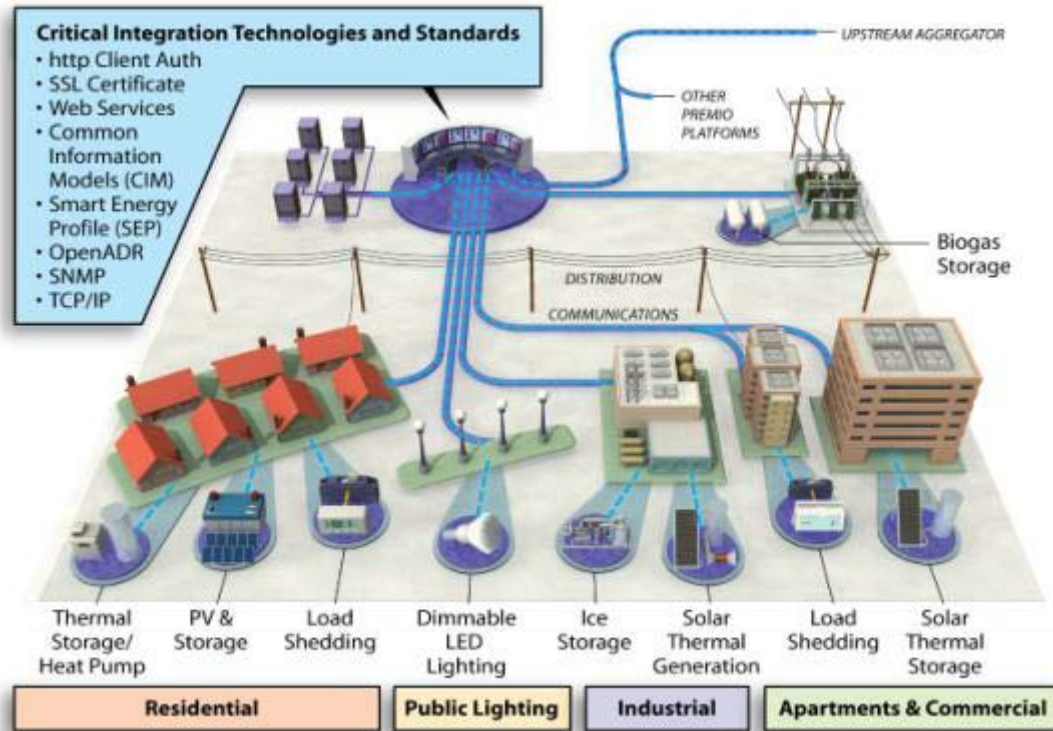 Critical Integration Technologies and Standards
• http Client Auth
• SSL Certificate
• Web Services
• Common
Information
Models (CIM)
• Smart Energy
Profile (SEP)
• OpenADR
• SNMP
• TCP/IP
UPSTREAM AGGREGATOR
OTHER
PREMIO
PLATFORMS
Biogas
Storage
DISTRIBUTION
COMMUNICATIONS
Thermal
Storage/
Heat Pump
PV &
Storage
Load
Shedding
Dimmable
LED
Lighting
Ice
Storage
Solar
Thermal
Generation
Load
Shedding
Solar
Thermal
Storage
Residential
Public Lighting
Industrial
Apartments & Commercial